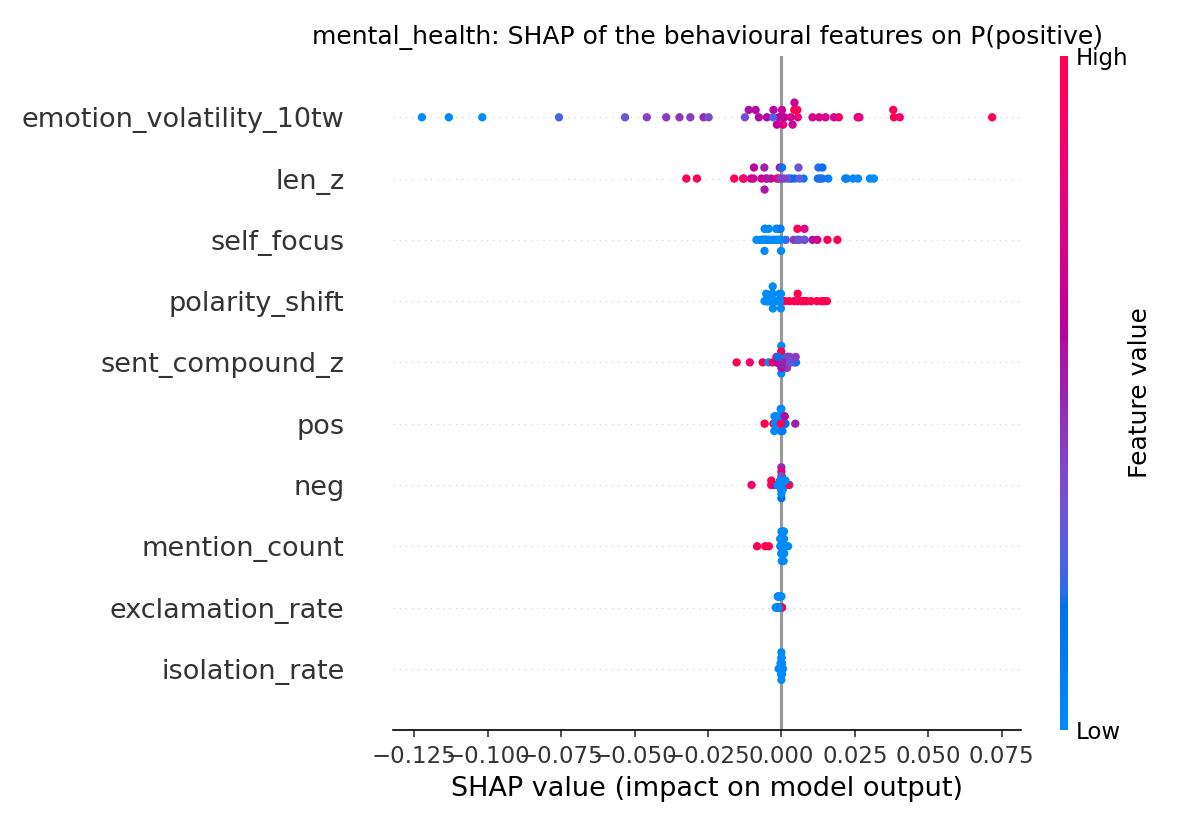 mental_health: SHAP of the behavioural features on P(positive)
High
emotion_volatility_10tw
len_z
self_focus
polarity_shift
sent_compound_z
pos
neg
mention_count
exclamation_rate
isolation_rate
Feature value
Low
−0.125 −0.100 −0.075 −0.050 −0.025 0.000 0.025 0.050 0.075
SHAP value (impact on model output)